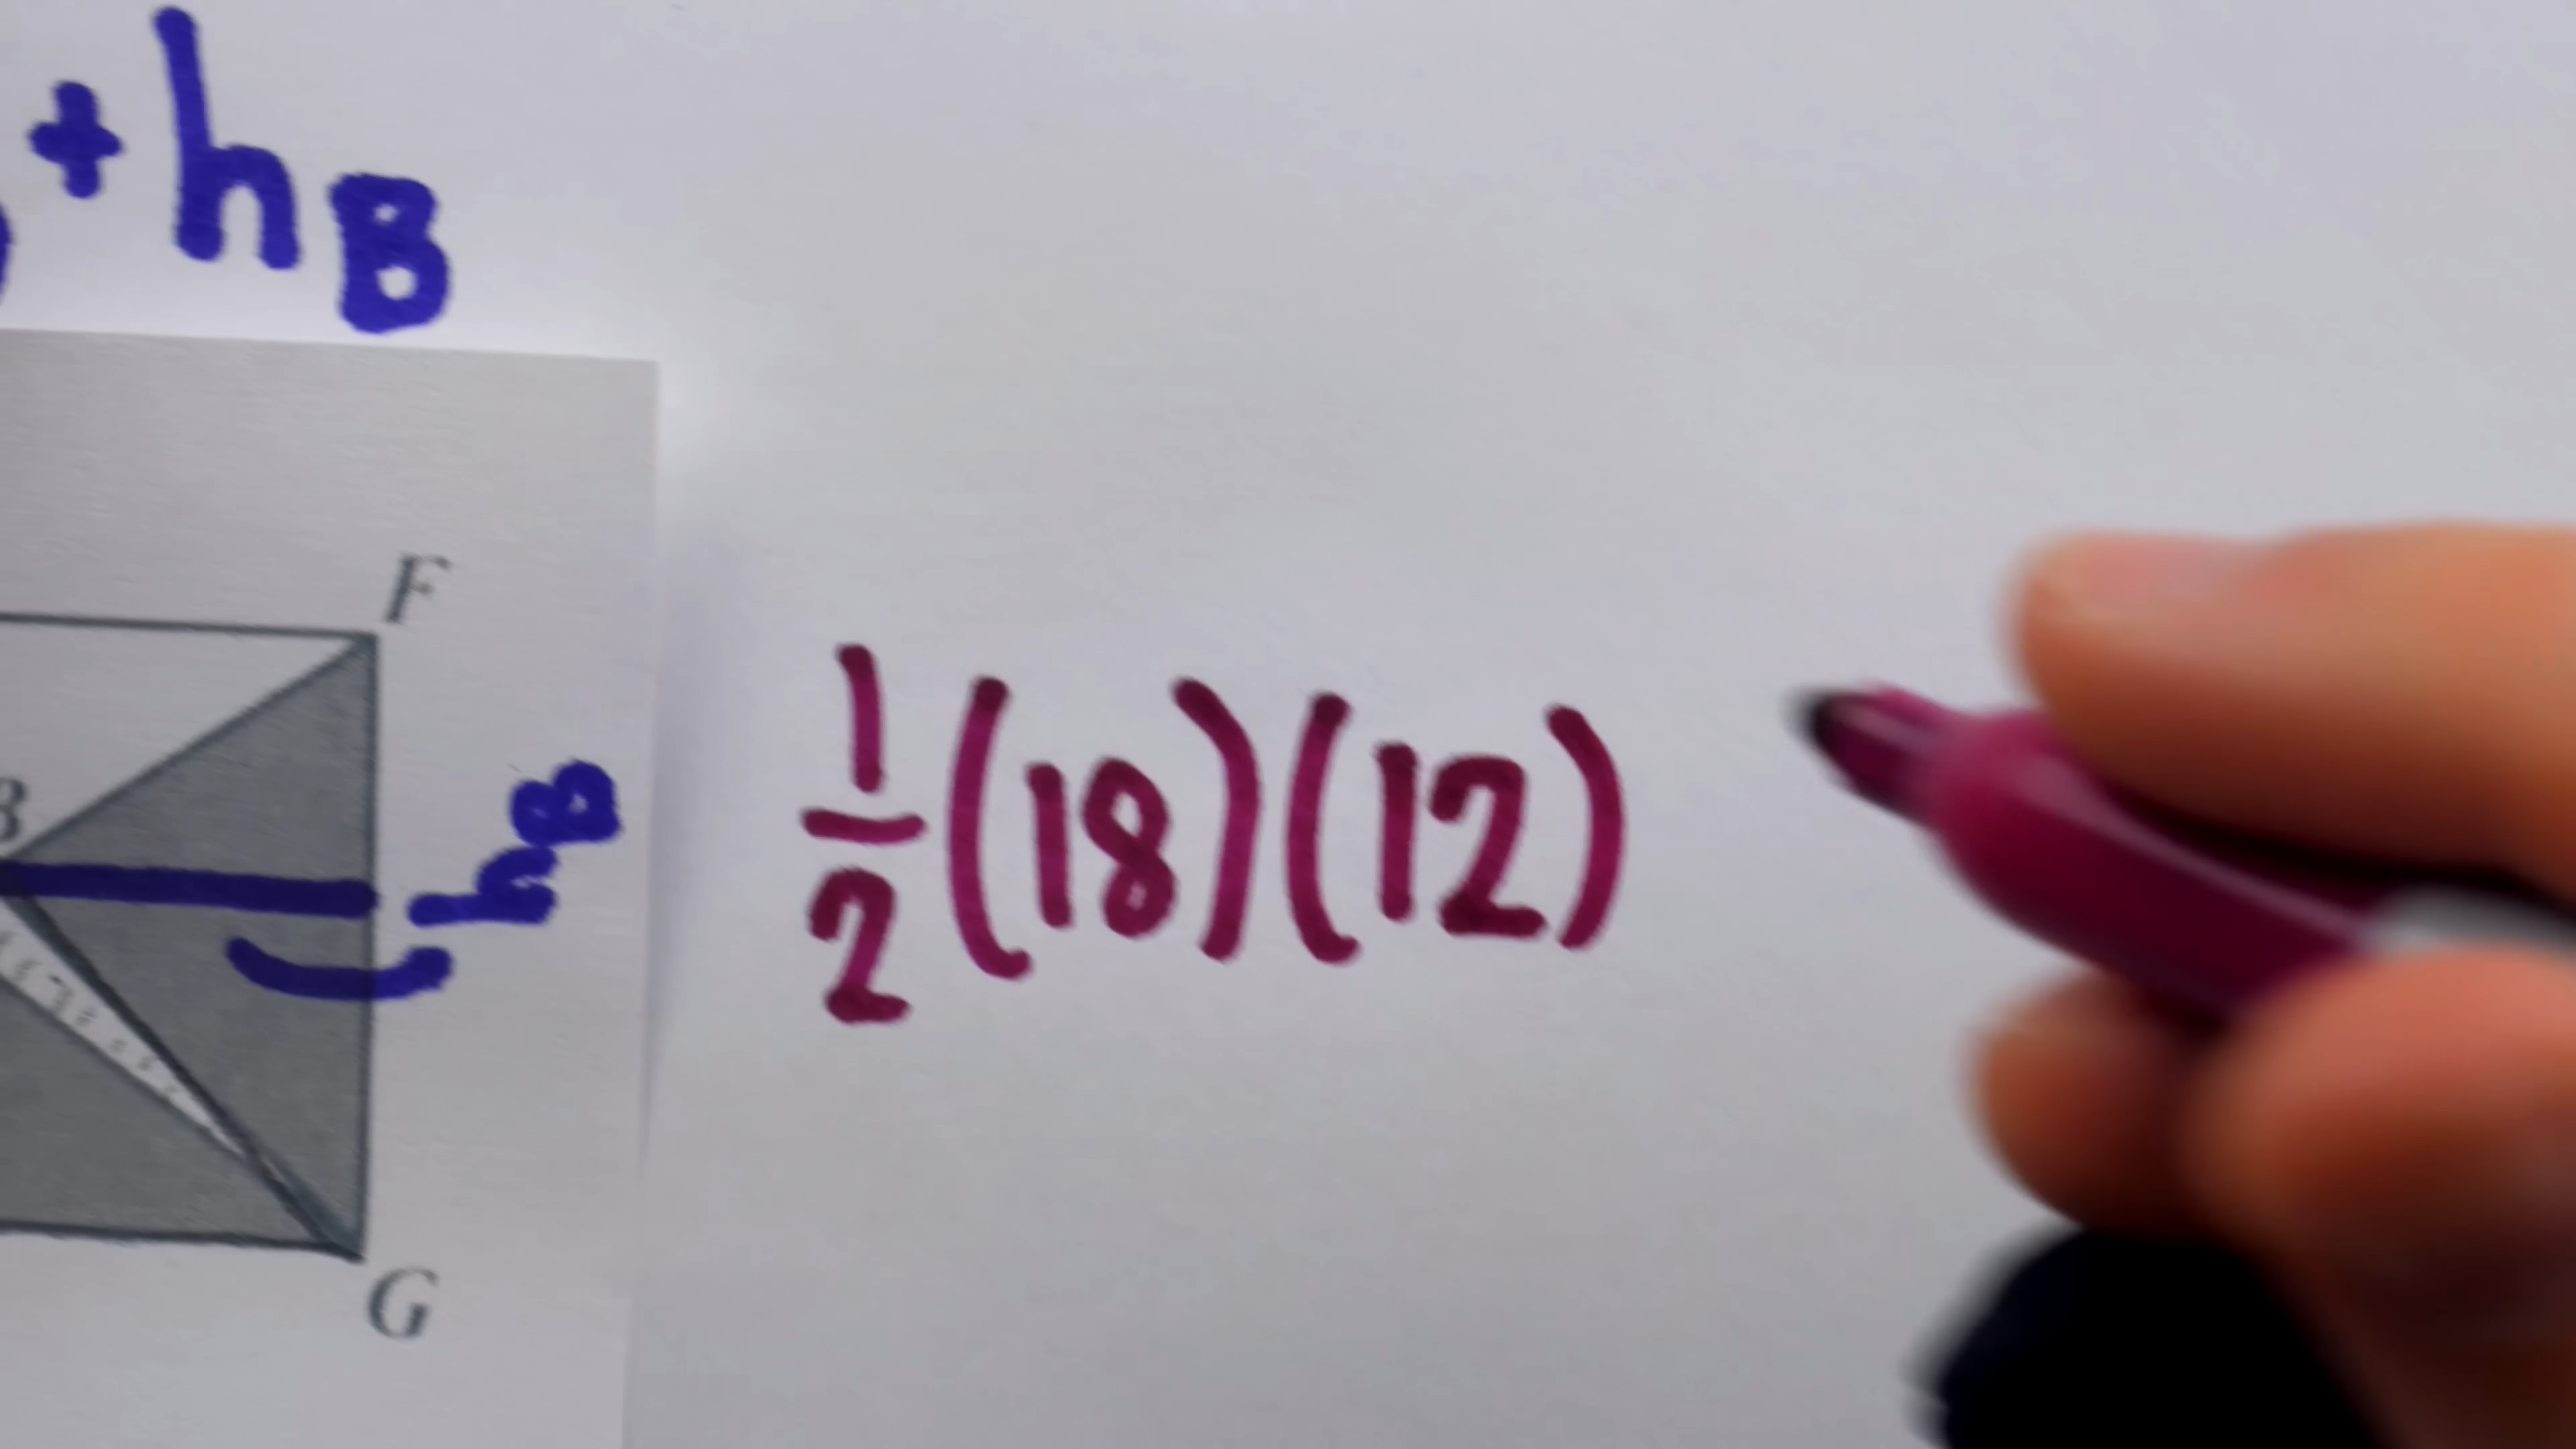 + h_B
F
B
h_B
1/2 (18)(12)
G